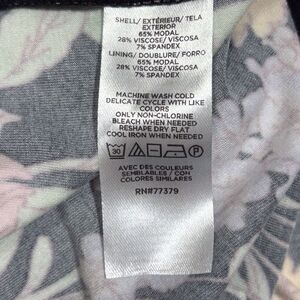 SHELL/ EXTÉRIEUR/ TELA
EXTERIOR
65% MODAL
28% VISCOSE/ VISCOSA
7% SPANDEX
LINING/ DOUBLURE/ FORRO
65% MODAL
28% VISCOSE/ VISCOSA
7% SPANDEX
MACHINE WASH COLD
DELICATE CYCLE WITH LIKE
COLORS
ONLY NON-CHLORINE
BLEACH WHEN NEEDED
RESHAPE DRY FLAT
COOL IRON WHEN NEEDED
30 P
AVEC DES COULEURS
SEMBLABLES / CON
COLORES SIMILARES
RN#77379